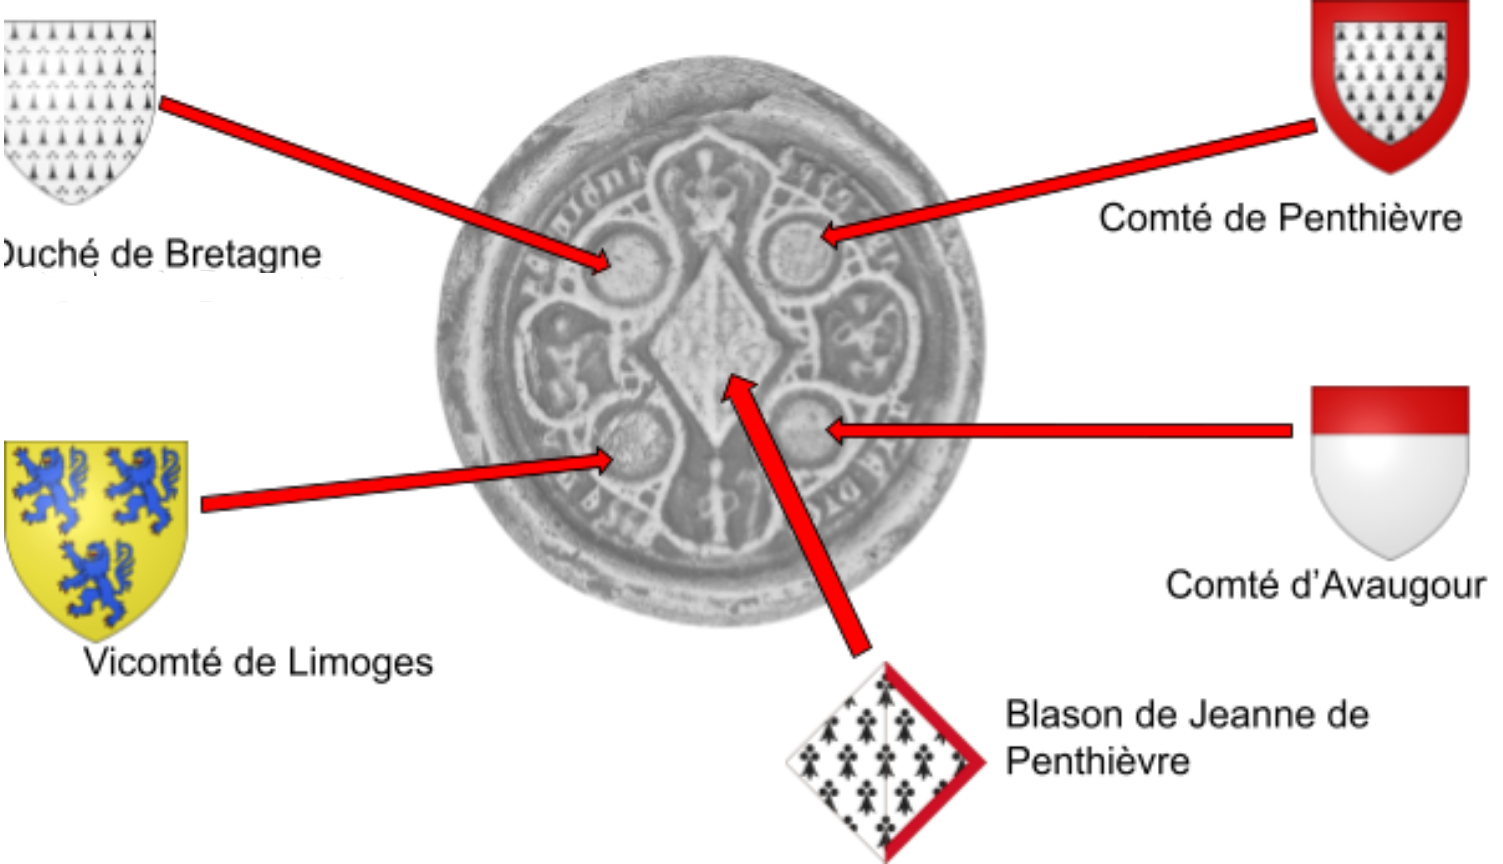 Duché de Bretagne
Comté de Penthièvre
Comté d'Avaugour
Vicomté de Limoges
Blason de Jeanne de
Penthièvre